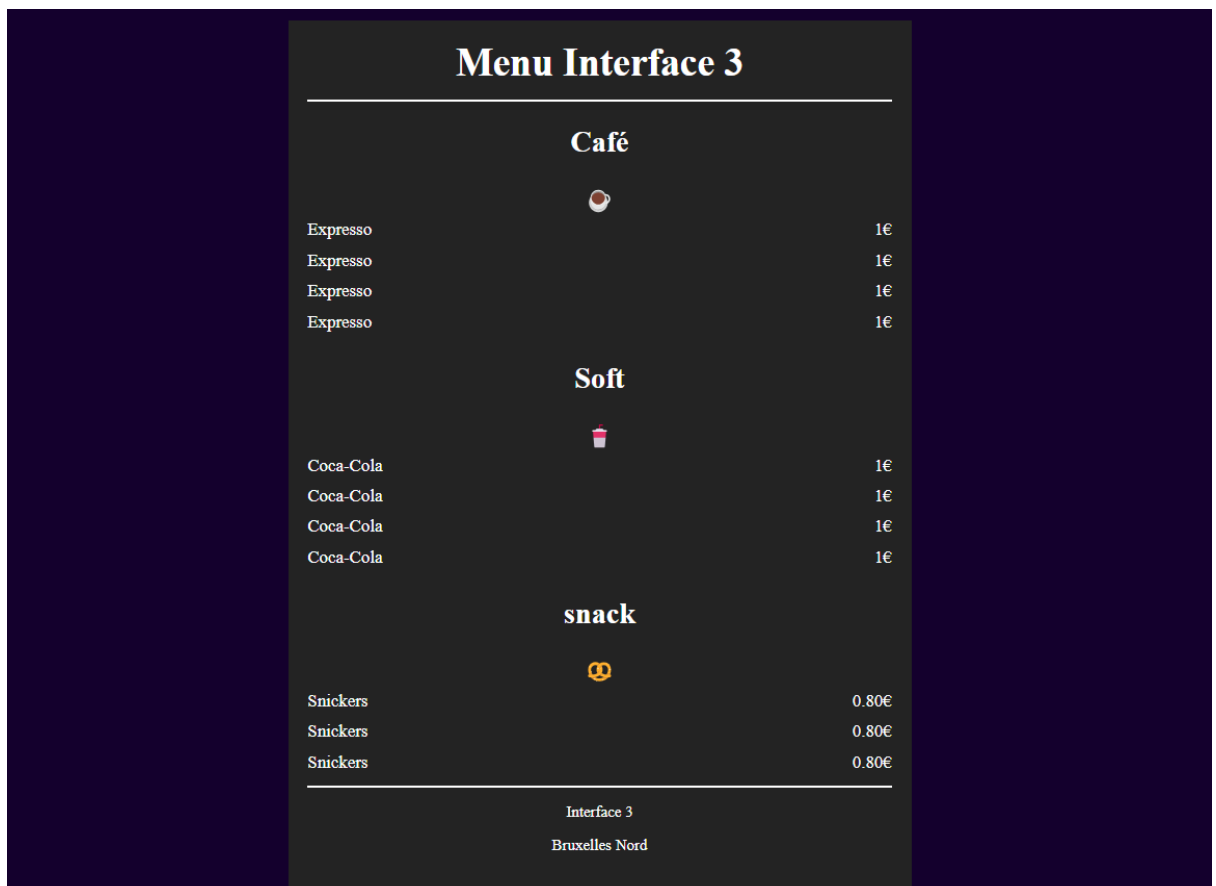 Menu Interface 3
Café
Expresso 1€
Expresso 1€
Expresso 1€
Expresso 1€
Soft
Coca-Cola 1€
Coca-Cola 1€
Coca-Cola 1€
Coca-Cola 1€
snack
Snickers 0.80€
Snickers 0.80€
Snickers 0.80€
Interface 3
Bruxelles Nord